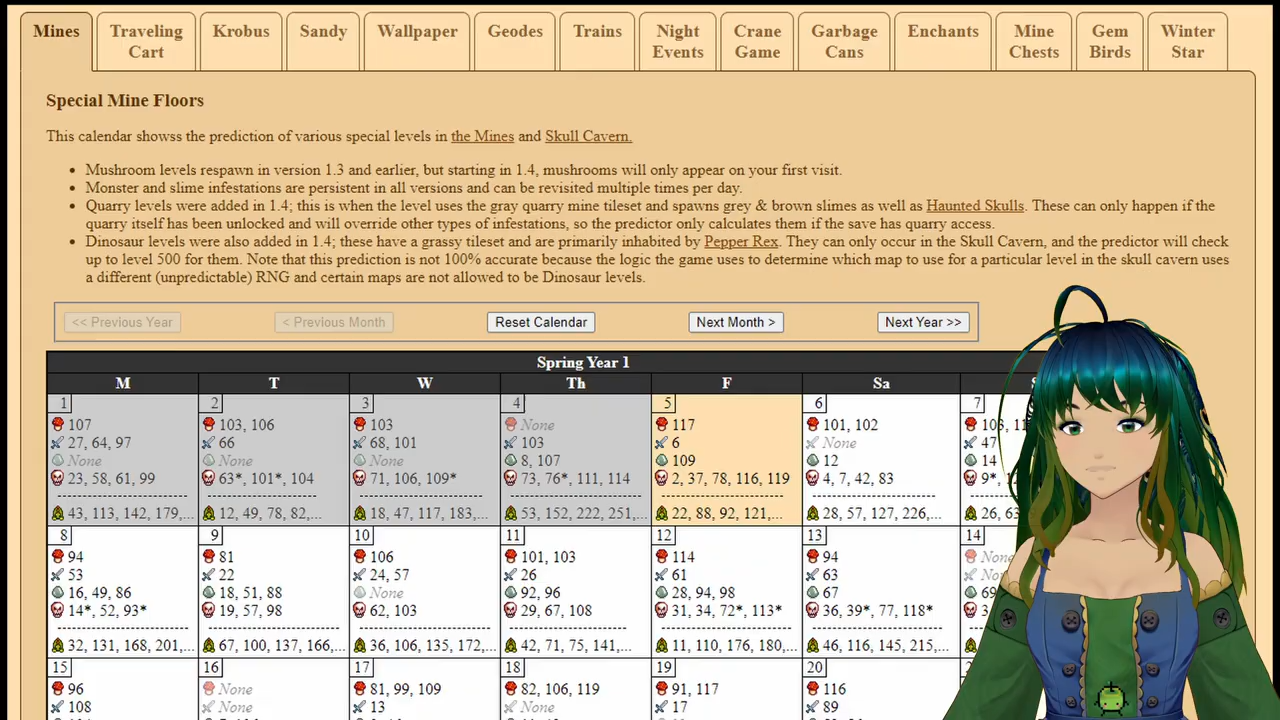 Mines Traveling Cart Krobus Sandy Wallpaper Geodes Trains Night Events Crane Game Garbage Cans Enchants Mine Chests Gem Birds Winter Star
Special Mine Floors
This calendar showss the prediction of various special levels in the Mines and Skull Cavern.
• Mushroom levels respawn in version 1.3 and earlier, but starting in 1.4, mushrooms will only appear on your first visit.
• Monster and slime infestations are persistent in all versions and can be revisited multiple times per day.
• Quarry levels were added in 1.4; this is when the level uses the gray quarry mine tileset and spawns grey & brown slimes as well as Haunted Skulls. These can only happen if the
quarry itself has been unlocked and will override other types of infestations, so the predictor only calculates them if the save has quarry access.
• Dinosaur levels were also added in 1.4; these have a grassy tileset and are primarily inhabited by Pepper Rex. They can only occur in the Skull Cavern, and the predictor will check
up to level 500 for them. Note that this prediction is not 100% accurate because the logic the game uses to determine which map to use for a particular level in the skull cavern uses
a different (unpredictable) RNG and certain maps are not allowed to be Dinosaur levels.
<< Previous Year < Previous Month Reset Calendar Next Month > Next Year >>
Spring Year 1
M T W Th F Sa
1 2 3 4 5 6 7
107 103, 106 103 None 117 101, 102
27, 64, 97 66 68, 101 103 6 None 47
None None None 8, 107 109 12 14
23, 58, 61, 99 63*, 101*, 104 71, 106, 109* 73, 76*, 111, 114 2, 37, 78, 116, 119 4, 7, 42, 83 9*,
43, 113, 142, 179,... 12, 49, 78, 82,... 18, 47, 117, 183,... 53, 152, 222, 251,... 22, 88, 92, 121,... 28, 57, 127, 226,... 26,
8 9 10 11 12 13 14
94 81 106 101, 103 114 94 None
53 22 24, 57 26 61 63
16, 49, 86 18, 51, 88 None 92, 96 28, 94, 98 67
14*, 52, 93* 19, 57, 98 62, 103 29, 67, 108 31, 34, 72*, 113* 36, 39*, 77, 118*
32, 131, 168, 201,... 67, 100, 137, 166,... 36, 106, 135, 172,... 42, 71, 75, 141,... 11, 110, 176, 180,... 46, 116, 145, 215,...
15 16 17 18 19 20
96 None 81, 99, 109 82, 106, 119 91, 117 116
108 None 13 None 17 89